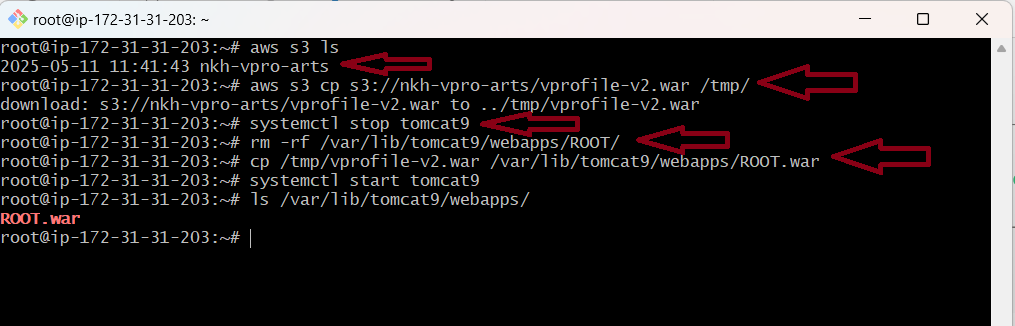 root@ip-172-31-31-203: ~
root@ip-172-31-31-203:~# aws s3 ls
2025-05-11 11:41:43 nkh-vpro-arts
root@ip-172-31-31-203:~# aws s3 cp s3://nkh-vpro-arts/vprofile-v2.war /tmp/
download: s3://nkh-vpro-arts/vprofile-v2.war to ../tmp/vprofile-v2.war
root@ip-172-31-31-203:~# systemctl stop tomcat9
root@ip-172-31-31-203:~# rm -rf /var/lib/tomcat9/webapps/ROOT/
root@ip-172-31-31-203:~# cp /tmp/vprofile-v2.war /var/lib/tomcat9/webapps/ROOT.war
root@ip-172-31-31-203:~# systemctl start tomcat9
root@ip-172-31-31-203:~# ls /var/lib/tomcat9/webapps/
ROOT.war
root@ip-172-31-31-203:~#